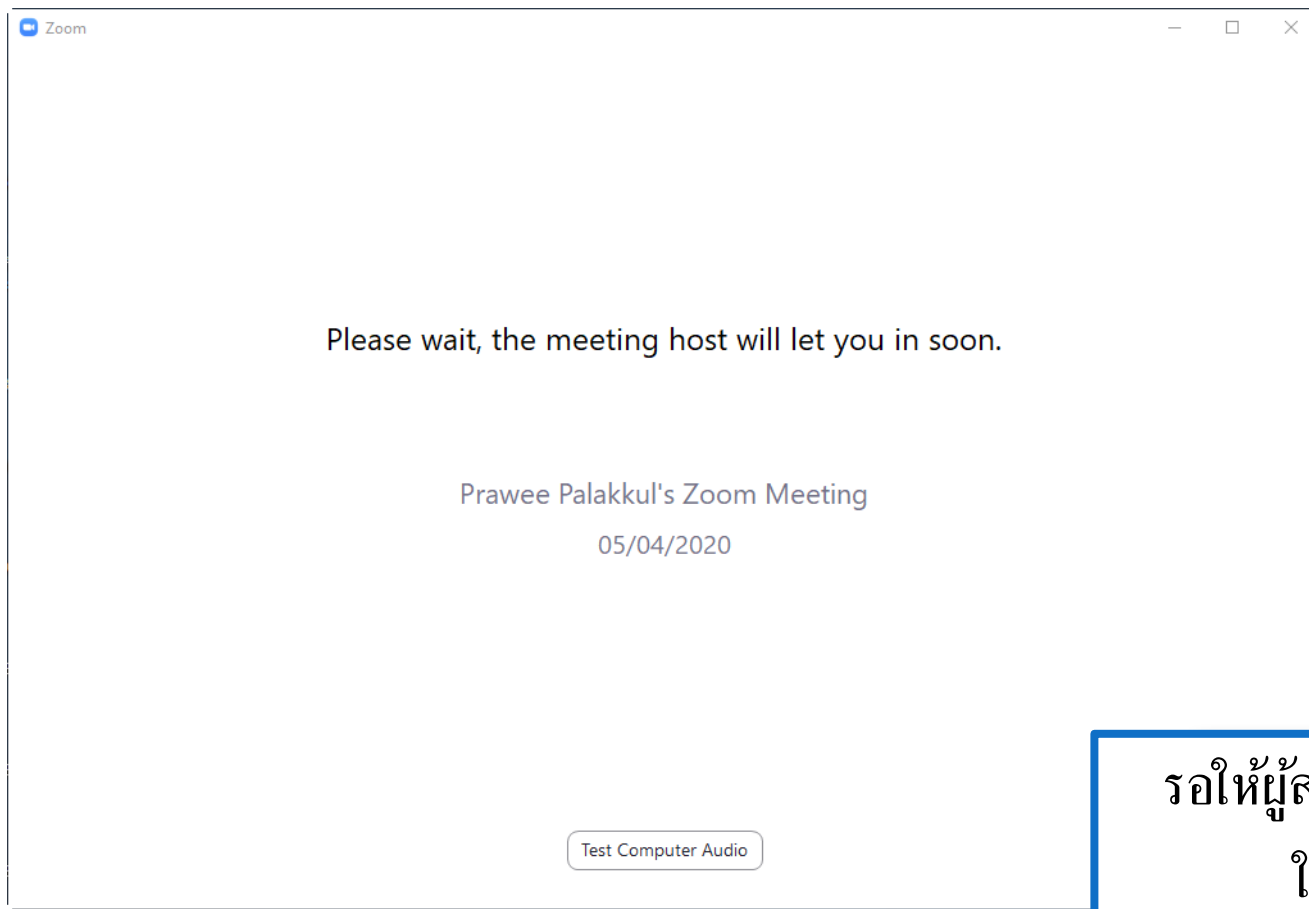 Zoom
Please wait, the meeting host will let you in soon.
Prawee Palakkul's Zoom Meeting
05/04/2020
Test Computer Audio
รอให้ผู้